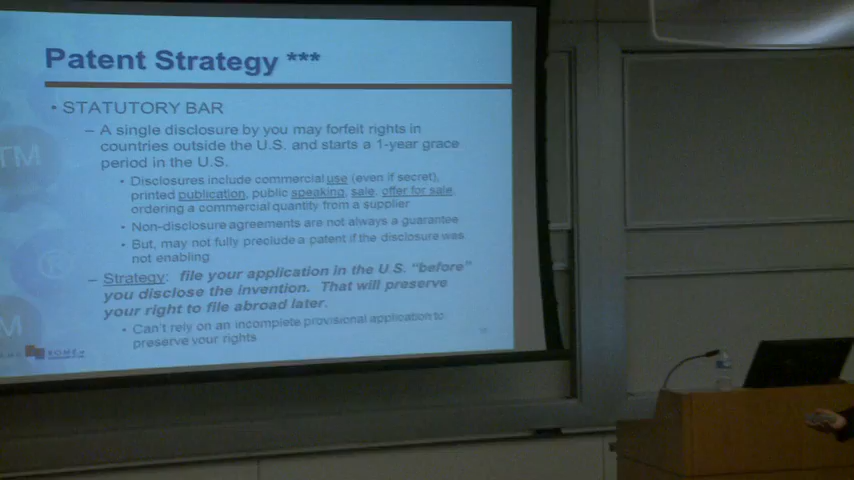 Patent Strategy ***
• STATUTORY BAR
– A single disclosure by you may forfeit rights in
countries outside the U.S. and starts a 1-year grace
period in the U.S.
• Disclosures include commercial use (even if secret),
printed publication, public speaking, sale, offer for sale,
ordering a commercial quantity from a supplier
• Non-disclosure agreements are not always a guarantee
• But, may not fully preclude a patent if the disclosure was
not enabling
– Strategy: file your application in the U.S. “before”
you disclose the invention. That will preserve
your right to file abroad later.
• Can't rely on an incomplete provisional application to
preserve your rights
TM
R
M
ROME